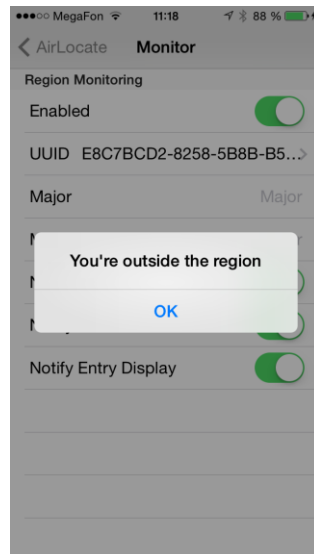 MegaFon 11:18 88 %
AirLocate Monitor
Region Monitoring
Enabled
UUID E8C7BCD2-8258-5B8B-B5...
Major Major
You're outside the region
OK
Notify Entry Display